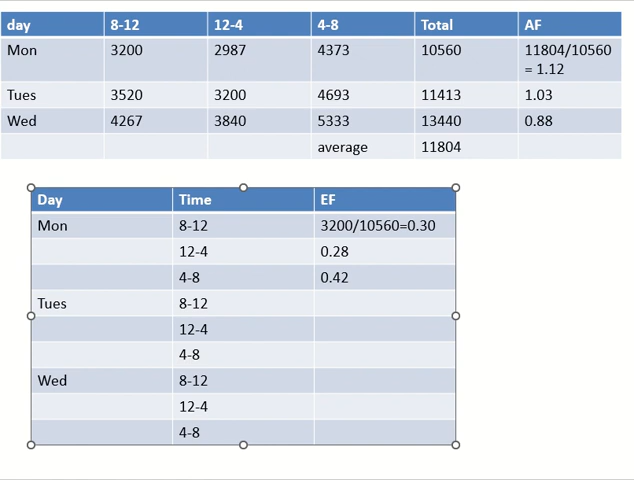 day 8-12 12-4 4-8 Total AF
Mon 3200 2987 4373 10560 11804/10560
= 1.12
Tues 3520 3200 4693 11413 1.03
Wed 4267 3840 5333 13440 0.88
average 11804
Day Time EF
Mon 8-12 3200/10560=0.30
12-4 0.28
4-8 0.42
Tues 8-12
12-4
4-8
Wed 8-12
12-4
4-8